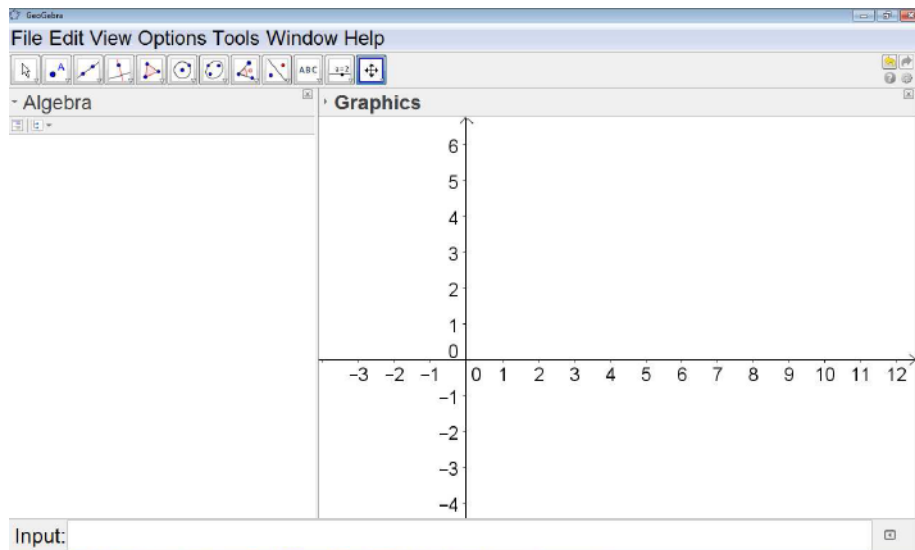 GeoGebra
File Edit View Options Tools Window Help
A
ABC
a=2
Algebra
Graphics
6
5
4
3
2
1
0
−3 −2 −1 0 1 2 3 4 5 6 7 8 9 10 11 12
−1
−2
−3
−4
Input: